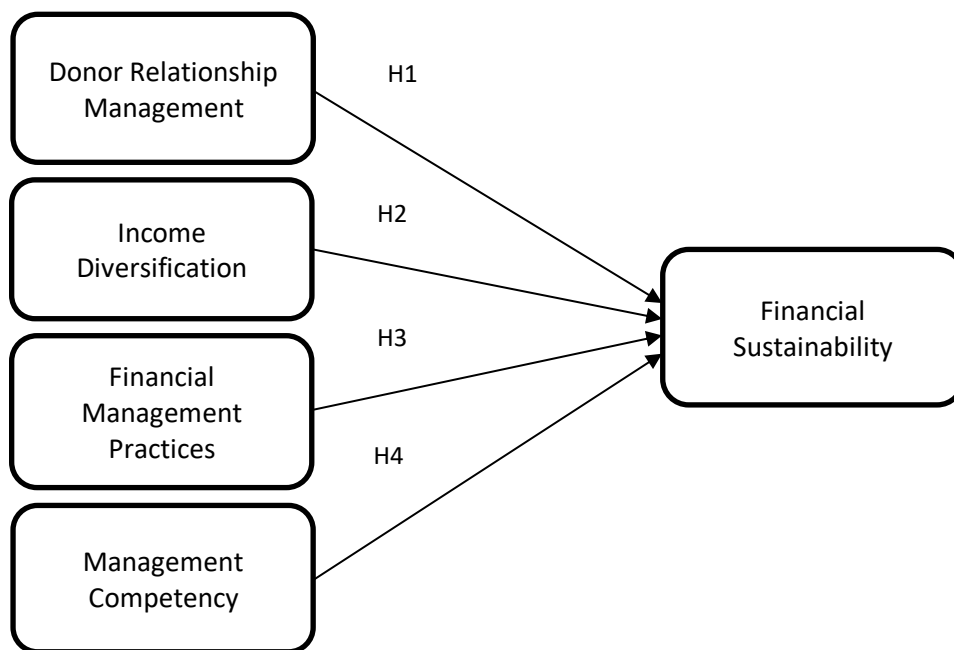 Donor Relationship
Management
H1
Income
Diversification
H2
Financial
Management
Practices
H3
Management
Competency
H4
Financial
Sustainability